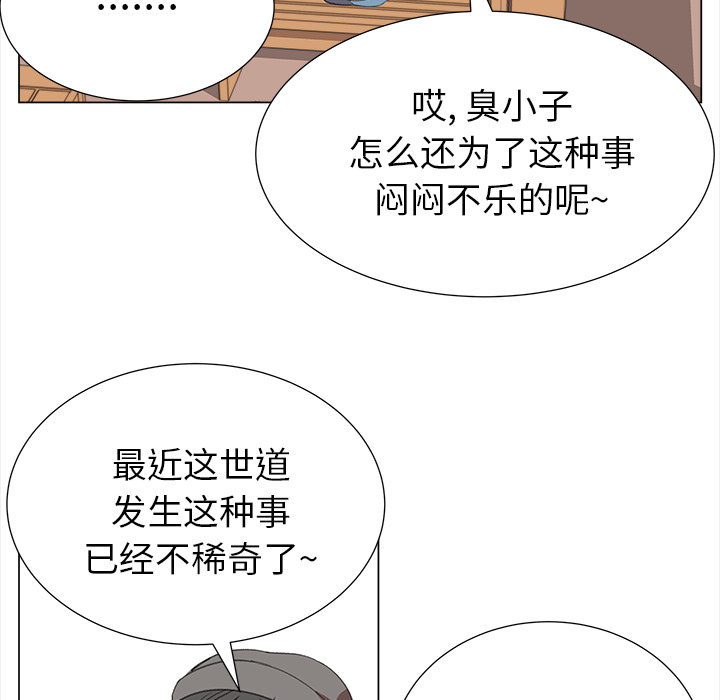 .......
哎, 臭小子
怎么还为了这种事
闷闷不乐的呢~
最近这世道
发生这种事
已经不稀奇了~